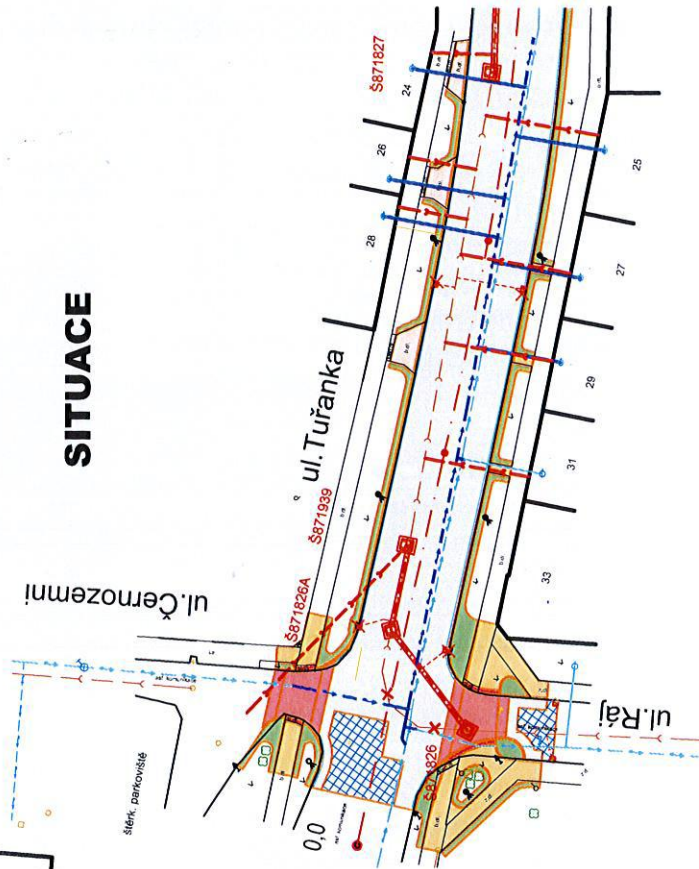 SITUACE
Š871827
24
26
28
25
27
29
31
33
ul.Tuřanka
Š871939
Š871826A
ul.Černozemni
štěrk. parkoviště
0,0
Š871826
ul.Ráj